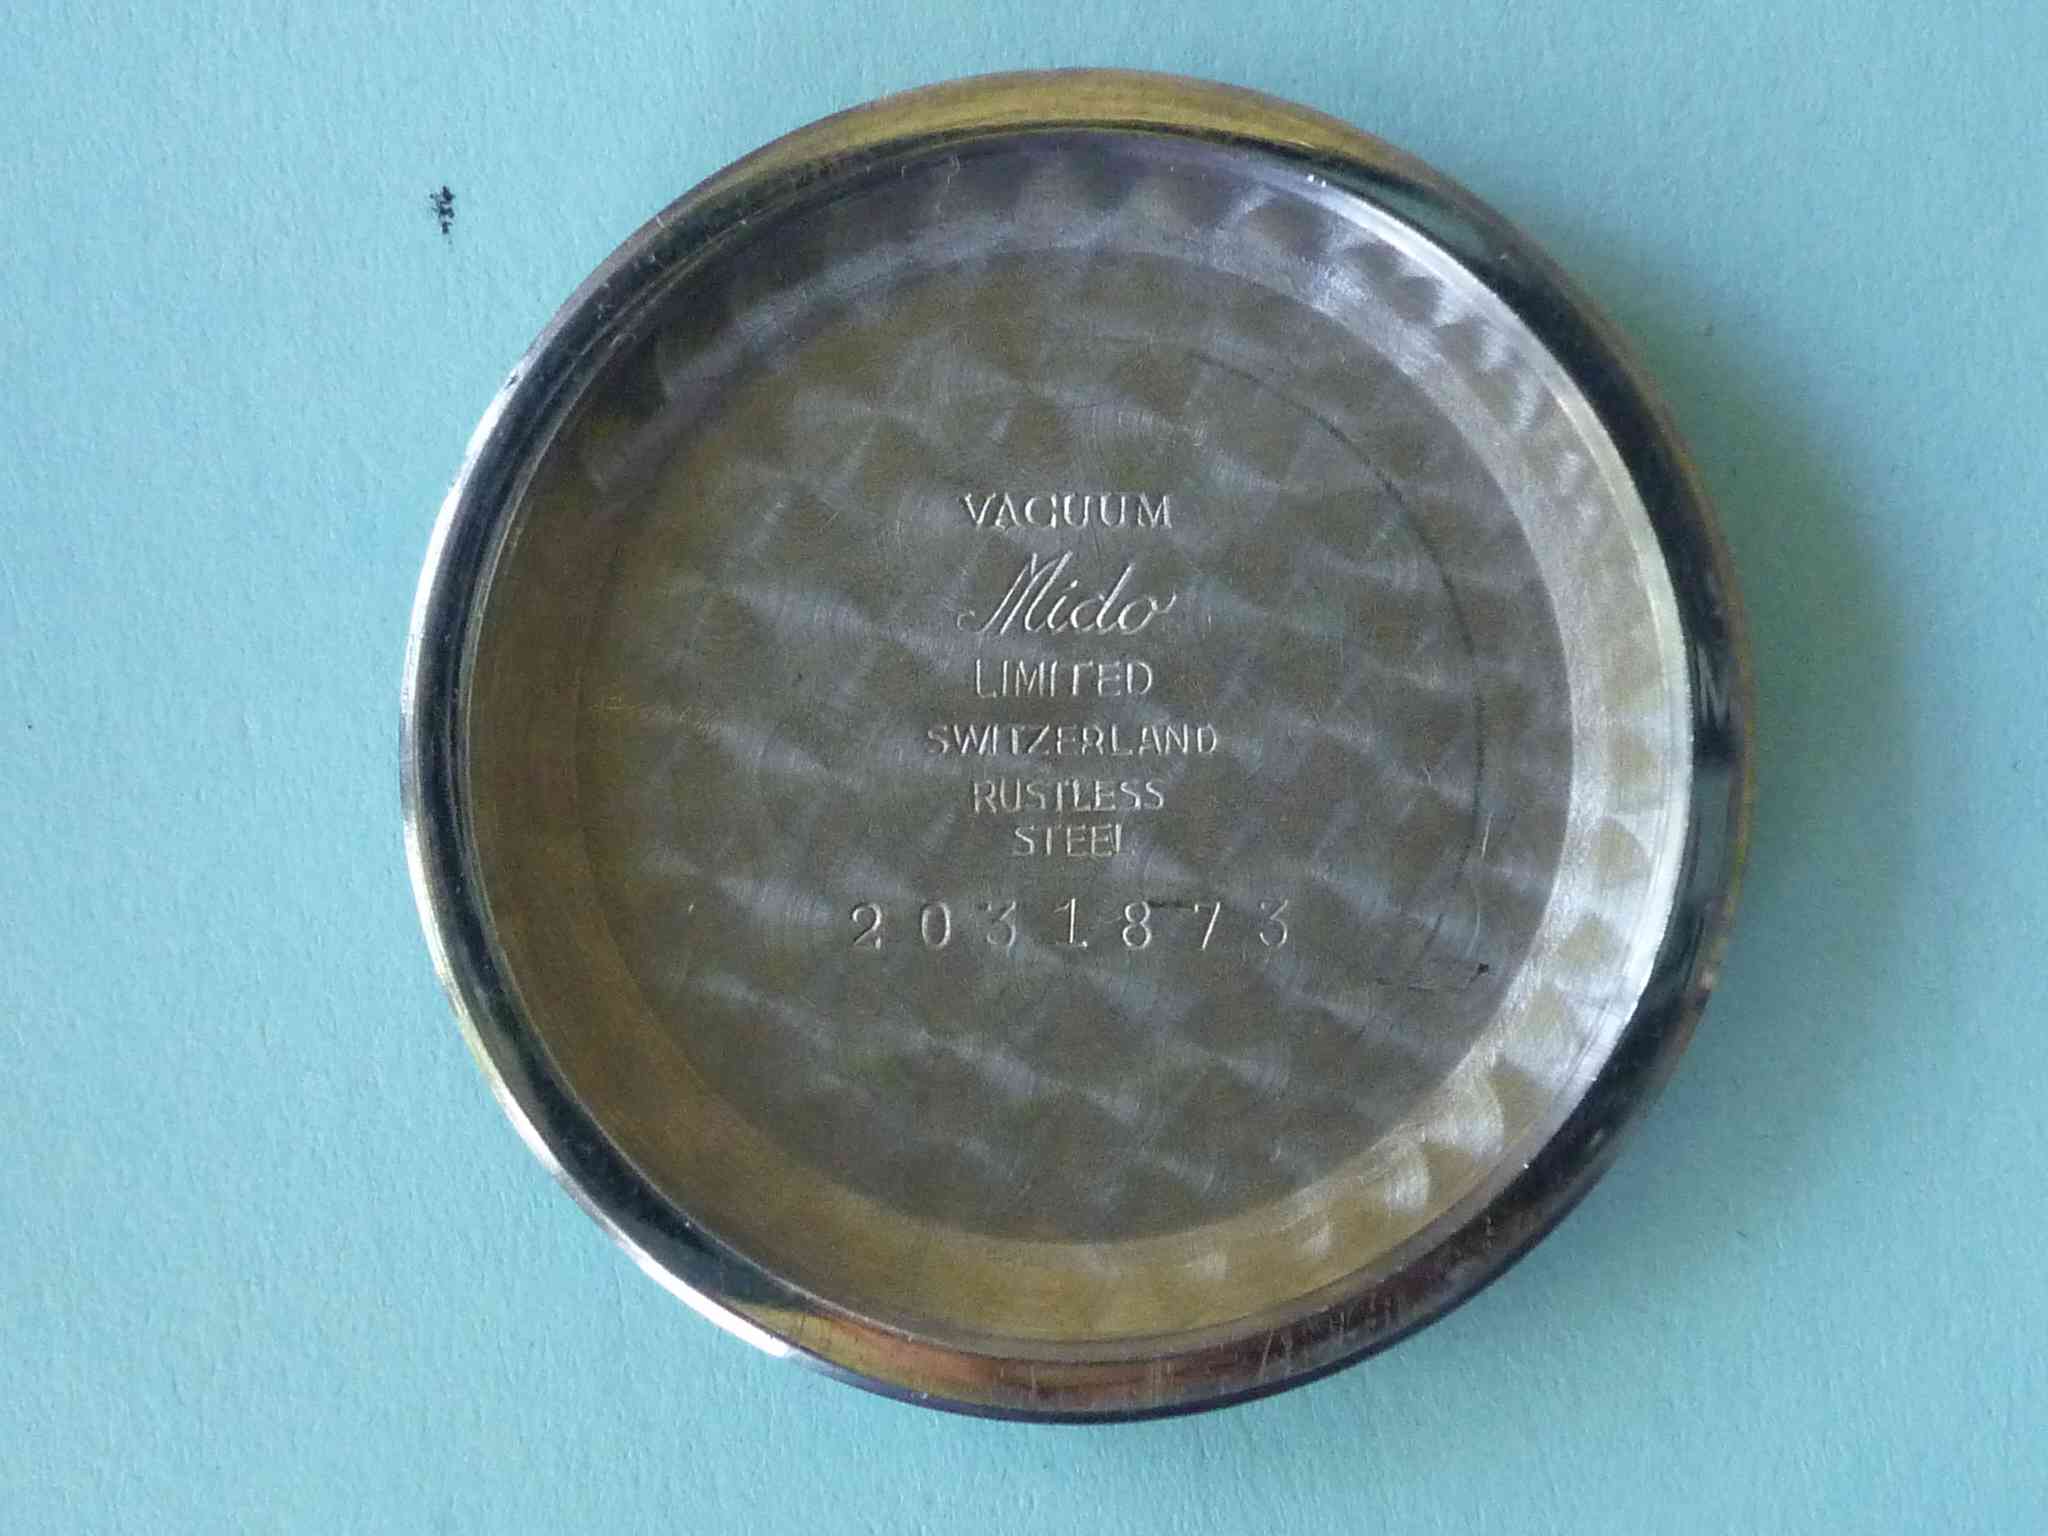 VACUUM
Mido
LIMITED
SWITZERLAND
RUSTLESS
STEEL
2031873